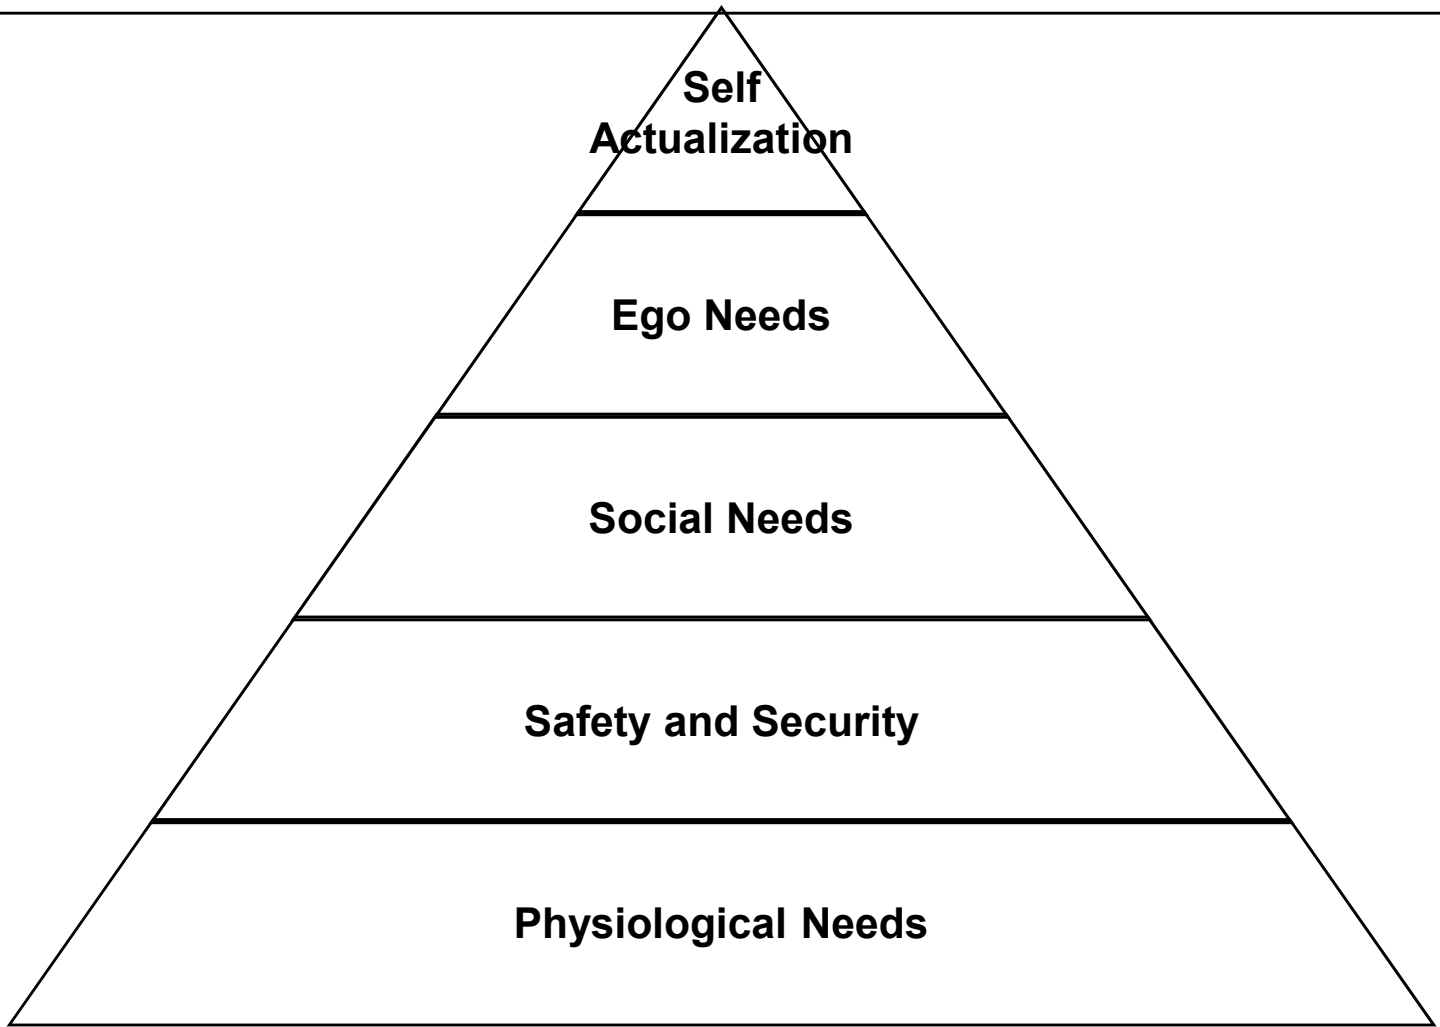 Self
Actualization
Ego Needs
Social Needs
Safety and Security
Physiological Needs